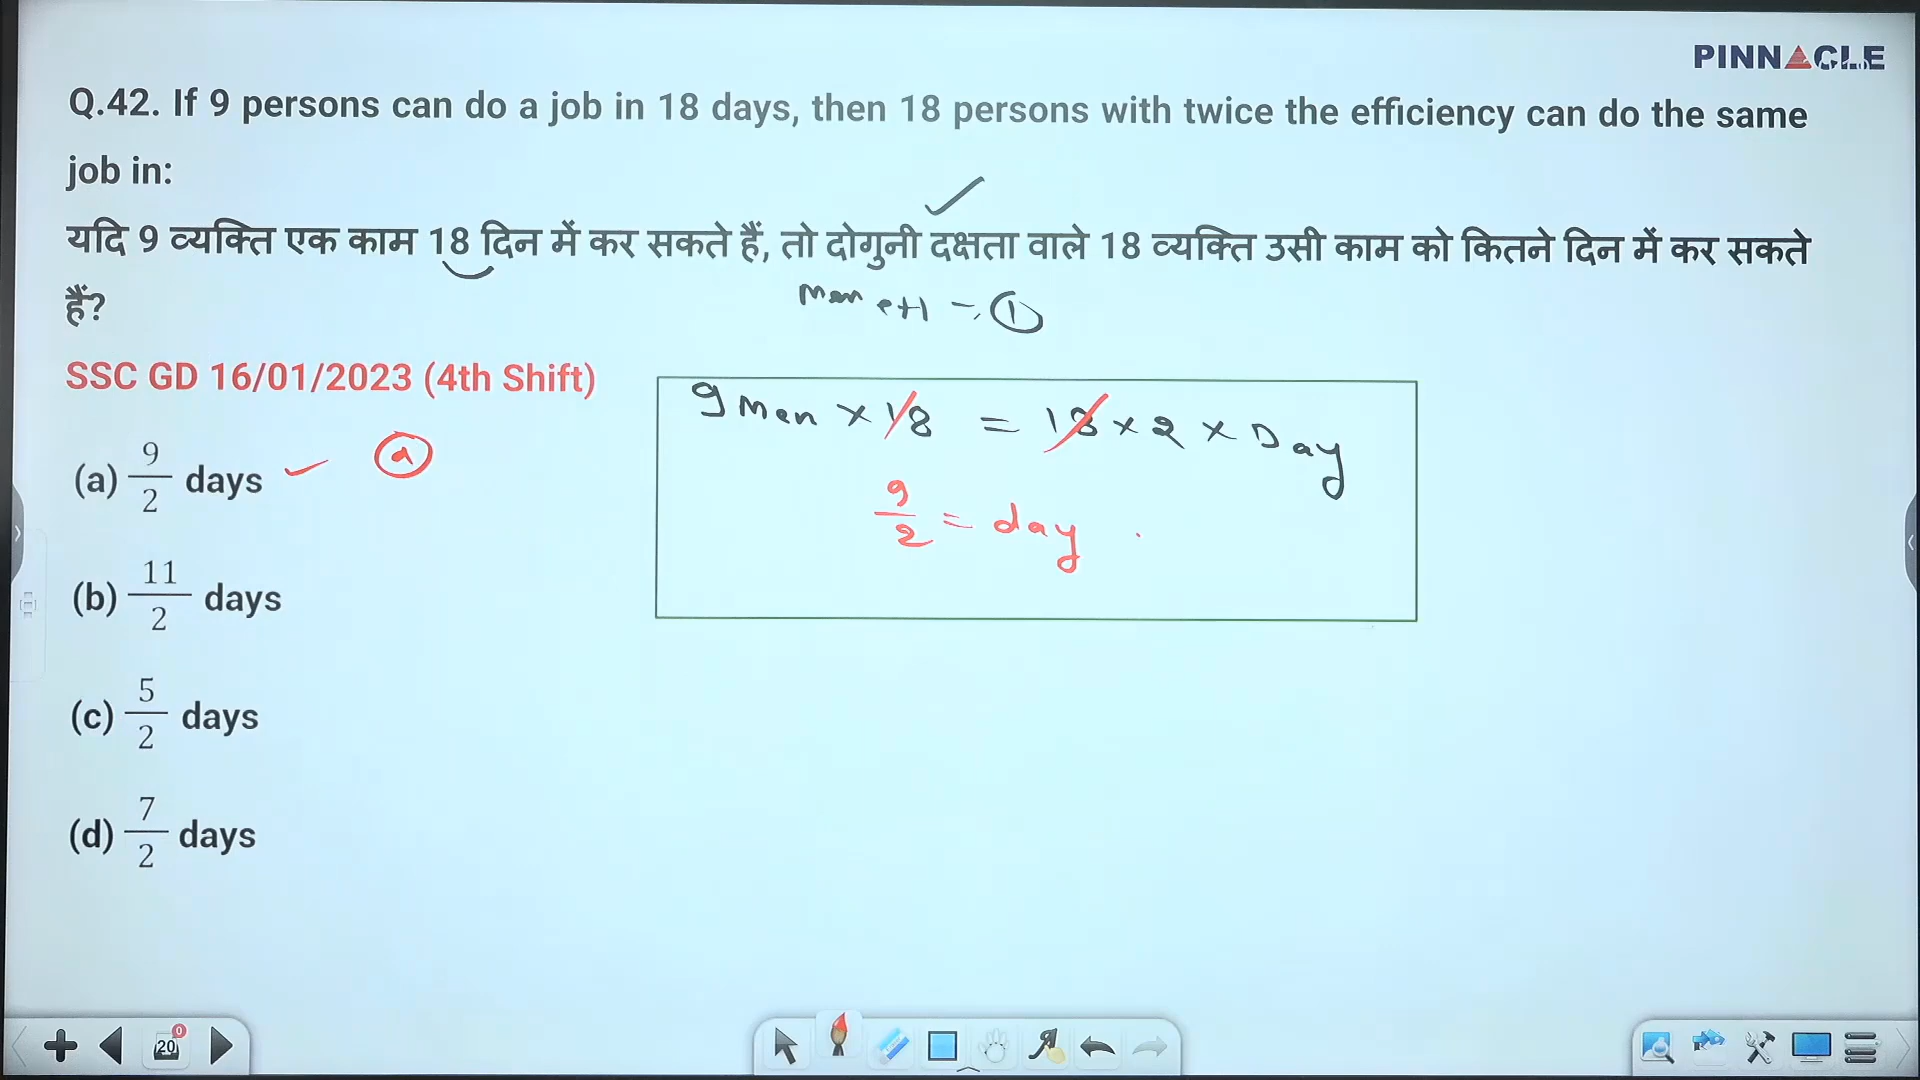 PINNACLE
Q.42. If 9 persons can do a job in 18 days, then 18 persons with twice the efficiency can do the same
job in:
यदि 9 व्यक्ति एक काम 18 दिन में कर सकते हैं, तो दोगुनी दक्षता वाले 18 व्यक्ति उसी काम को कितने दिन में कर सकते
हैं?
Men → 1
SSC GD 16/01/2023 (4th Shift)
9 Men × 18 = 18 × 2 × Day
(a) 9/2 days a
9/2 = day
(b) 11/2 days
(c) 5/2 days
(d) 7/2 days
20 0